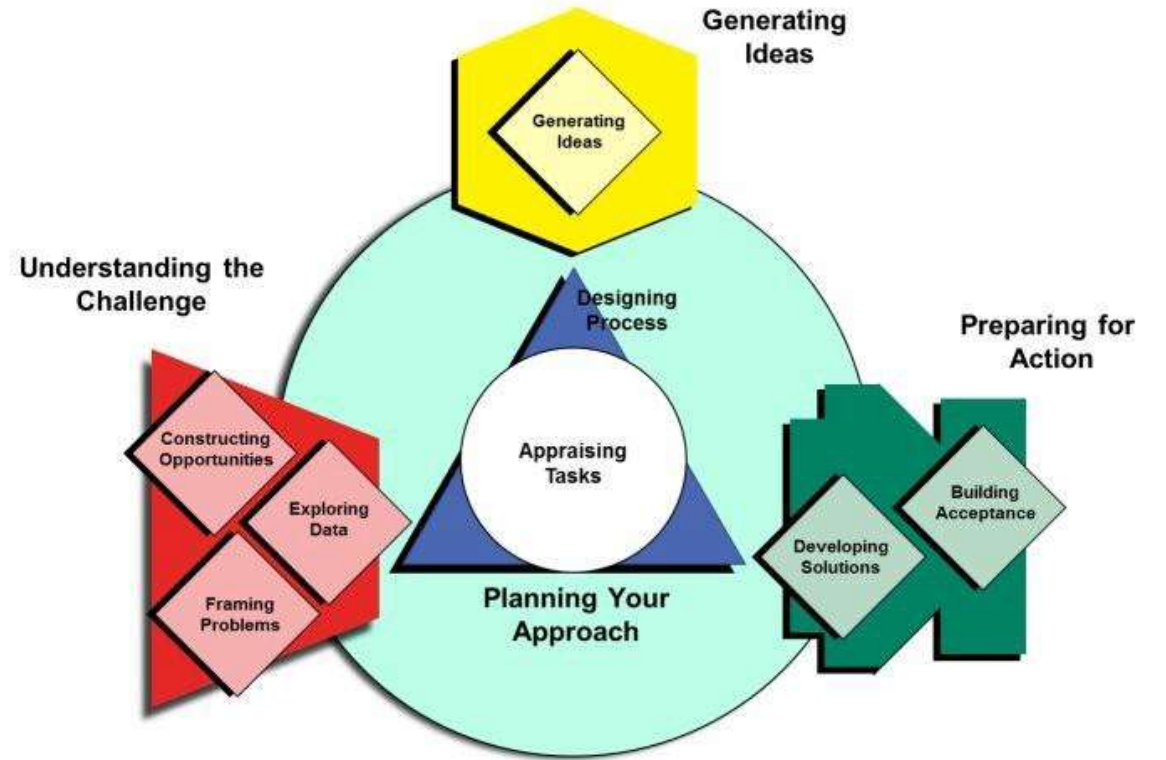 Generating
Ideas
Generating
Ideas
Understanding the
Challenge
Designing
Process
Preparing for
Action
Constructing
Opportunities
Exploring
Data
Framing
Problems
Appraising
Tasks
Building
Acceptance
Developing
Solutions
Planning Your
Approach